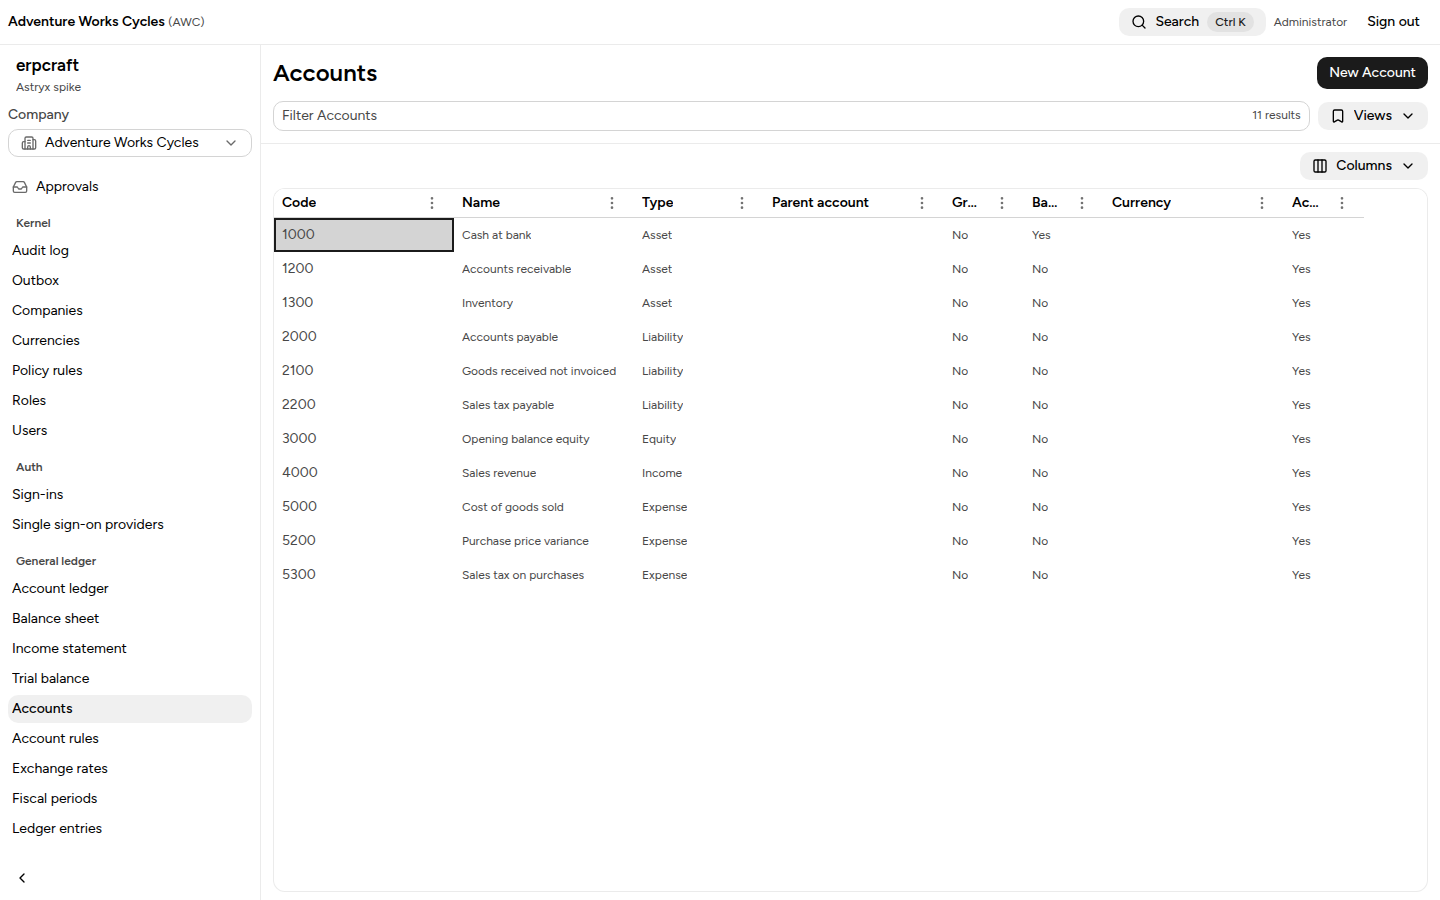 Adventure Works Cycles (AWC)
Search Ctrl K Administrator Sign out
erpcraft
Astryx spike
Company
Adventure Works Cycles
Approvals
Kernel
Audit log
Outbox
Companies
Currencies
Policy rules
Roles
Users
Auth
Sign-ins
Single sign-on providers
General ledger
Account ledger
Balance sheet
Income statement
Trial balance
Accounts
Account rules
Exchange rates
Fiscal periods
Ledger entries
Accounts
New Account
Filter Accounts 11 results Views
Columns
Code Name Type Parent account Gr... Ba... Currency Ac...
1000 Cash at bank Asset No Yes Yes
1200 Accounts receivable Asset No No Yes
1300 Inventory Asset No No Yes
2000 Accounts payable Liability No No Yes
2100 Goods received not invoiced Liability No No Yes
2200 Sales tax payable Liability No No Yes
3000 Opening balance equity Equity No No Yes
4000 Sales revenue Income No No Yes
5000 Cost of goods sold Expense No No Yes
5200 Purchase price variance Expense No No Yes
5300 Sales tax on purchases Expense No No Yes